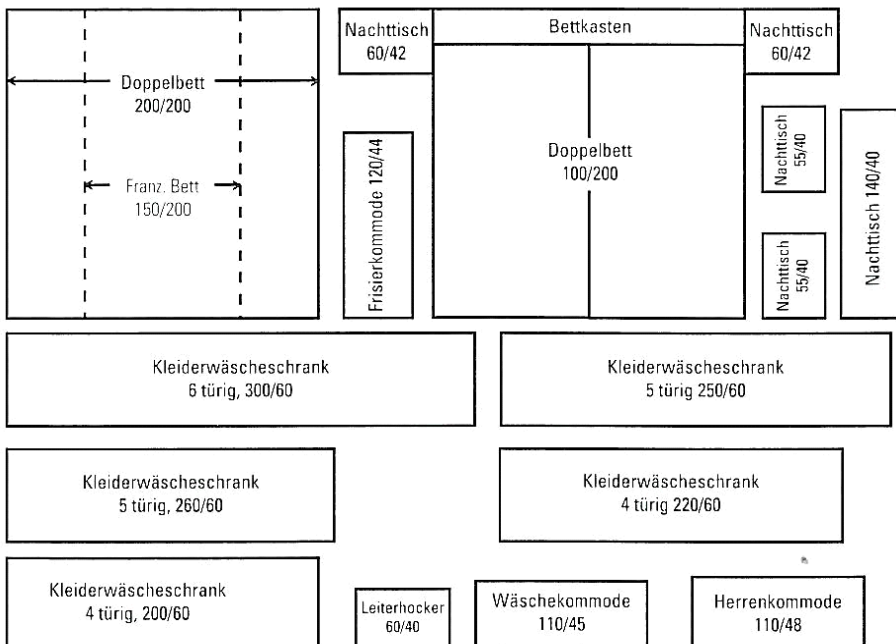 Doppelbett
200/200
Franz. Bett
150/200
Nachttisch
60/42
Bettkasten
Nachttisch
60/42
Frisierkommode 120/44
Doppelbett
100/200
Nachttisch
55/40
Nachttisch
55/40
Nachttisch 140/40
Kleiderwäscheschrank
6 türig, 300/60
Kleiderwäscheschrank
5 türig 250/60
Kleiderwäscheschrank
5 türig, 260/60
Kleiderwäscheschrank
4 türig 220/60
Kleiderwäscheschrank
4 türig, 200/60
Leiterhocker
60/40
Wäschekommode
110/45
Herrenkommode
110/48